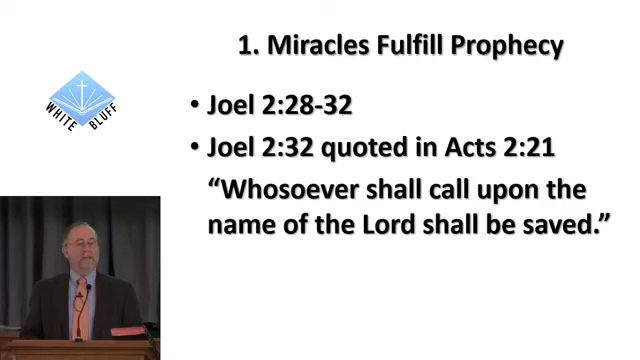 1. Miracles Fulfill Prophecy
• Joel 2:28-32
WHITE BLUFF
• Joel 2:32 quoted in Acts 2:21
“Whosoever shall call upon the
name of the Lord shall be saved.”